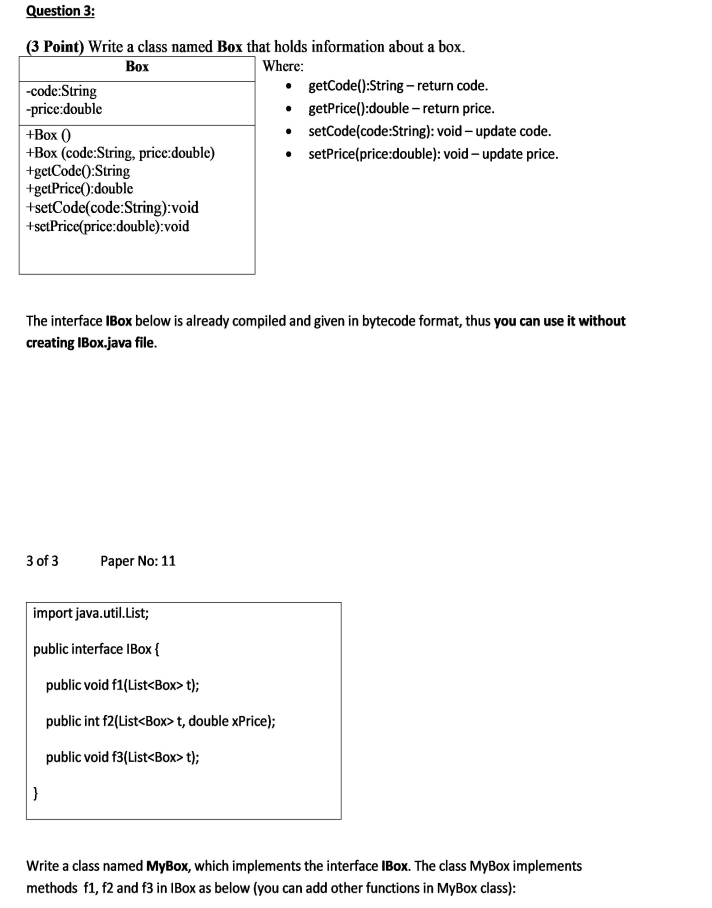 Question 3:
(3 Point) Write a class named Box that holds information about a box.
Box
-code:String
-price:double
+Box ()
+Box (code:String, price:double)
+getCode():String
+getPrice():double
+setCode(code:String):void
+setPrice(price:double):void
Where:
• getCode():String – return code.
• getPrice():double – return price.
• setCode(code:String): void – update code.
• setPrice(price:double): void – update price.
The interface IBox below is already compiled and given in bytecode format, thus you can use it without
creating IBox.java file.
3 of 3 Paper No: 11
import java.util.List;
public interface IBox {
public void f1(List<Box> t);
public int f2(List<Box> t, double xPrice);
public void f3(List<Box> t);
}
Write a class named MyBox, which implements the interface IBox. The class MyBox implements
methods f1, f2 and f3 in IBox as below (you can add other functions in MyBox class):